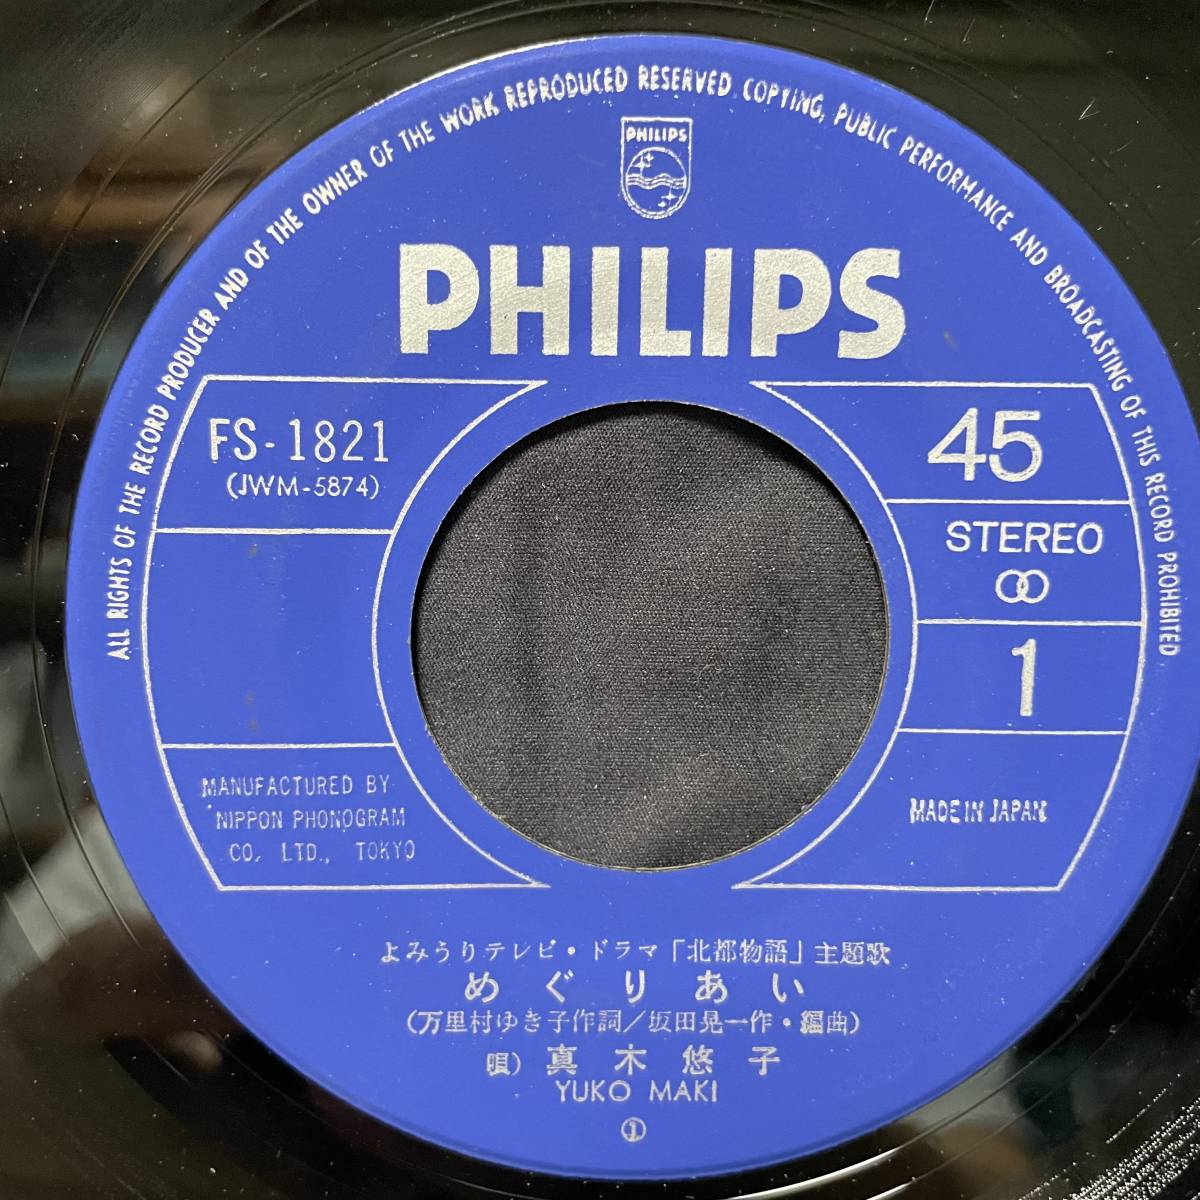 ALL RIGHTS OF THE RECORD PRODUCER AND OF THE OWNER OF THE WORK REPRODUCED RESERVED. COPYING, PUBLIC PERFORMANCE AND BROADCASTING OF THIS RECORD PROHIBITED
PHILIPS
PHILIPS
FS-1821
(JWM-5874)
45
STEREO
1
MANUFACTURED BY
NIPPON PHONOGRAM
CO. LTD., TOKYO
MADE IN JAPAN
よみうりテレビ・ドラマ「北都物語」主題歌
めぐりあい
(万里村ゆき子作詞/坂田晃一作・編曲)
唄) 真木悠子
YUKO MAKI
①